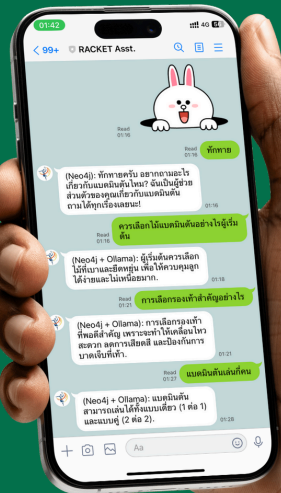 01:42
4G
99+
RACKET Asst.
Read
01:16
Read
01:16
ทักทาย
(Neo4j): ทักทายครับ อยากถามอะไร
เกี่ยวกับแบดมินตันไหม? ฉันเป็นผู้ช่วย
ส่วนตัวของคุณเกี่ยวกับแบดมินตัน
ถามได้ทุกเรื่องเลยนะ!
01:16
Read
01:16
ควรเลือกไม้แบดมินตันอย่างไรผู้เริ่ม
ต้น
(Neo4j + Ollama): ผู้เริ่มต้นควรเลือก
ไม้ที่เบาและยืดหยุ่น เพื่อให้ควบคุมลูก
ได้ง่ายและไม่เหนื่อยมาก.
01:18
Read
01:21
การเลือกรองเท้าสำคัญอย่างไร
(Neo4j + Ollama): การเลือกรองเท้า
ที่พอดีสำคัญ เพราะจะทำให้เคลื่อนไหว
สะดวก ลดการเสียดสี และป้องกันการ
บาดเจ็บที่เท้า.
01:21
Read
01:27
แบดมินตันเล่นกี่คน
(Neo4j + Ollama): แบดมินตัน
สามารถเล่นได้ทั้งแบบเดี่ยว (1 ต่อ 1)
และแบบคู่ (2 ต่อ 2).
01:28
Aa